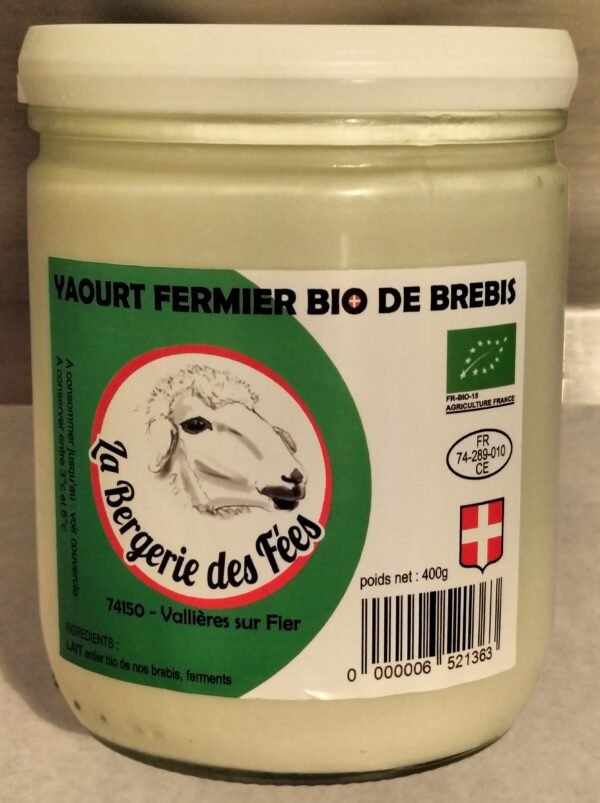 YAOURT FERMIER BIO DE BREBIS
A consommer jusqu'au : voir couvercle
A conserver entre 3°c et 6°c
La Bergerie des Fées
74150 - Vallières sur Fier
INGREDIENTS :
LAIT entier bio de nos brebis, ferments
FR-BIO-15
AGRICULTURE FRANCE
FR
74-289-010
CE
poids net : 400g
0 000006 521363